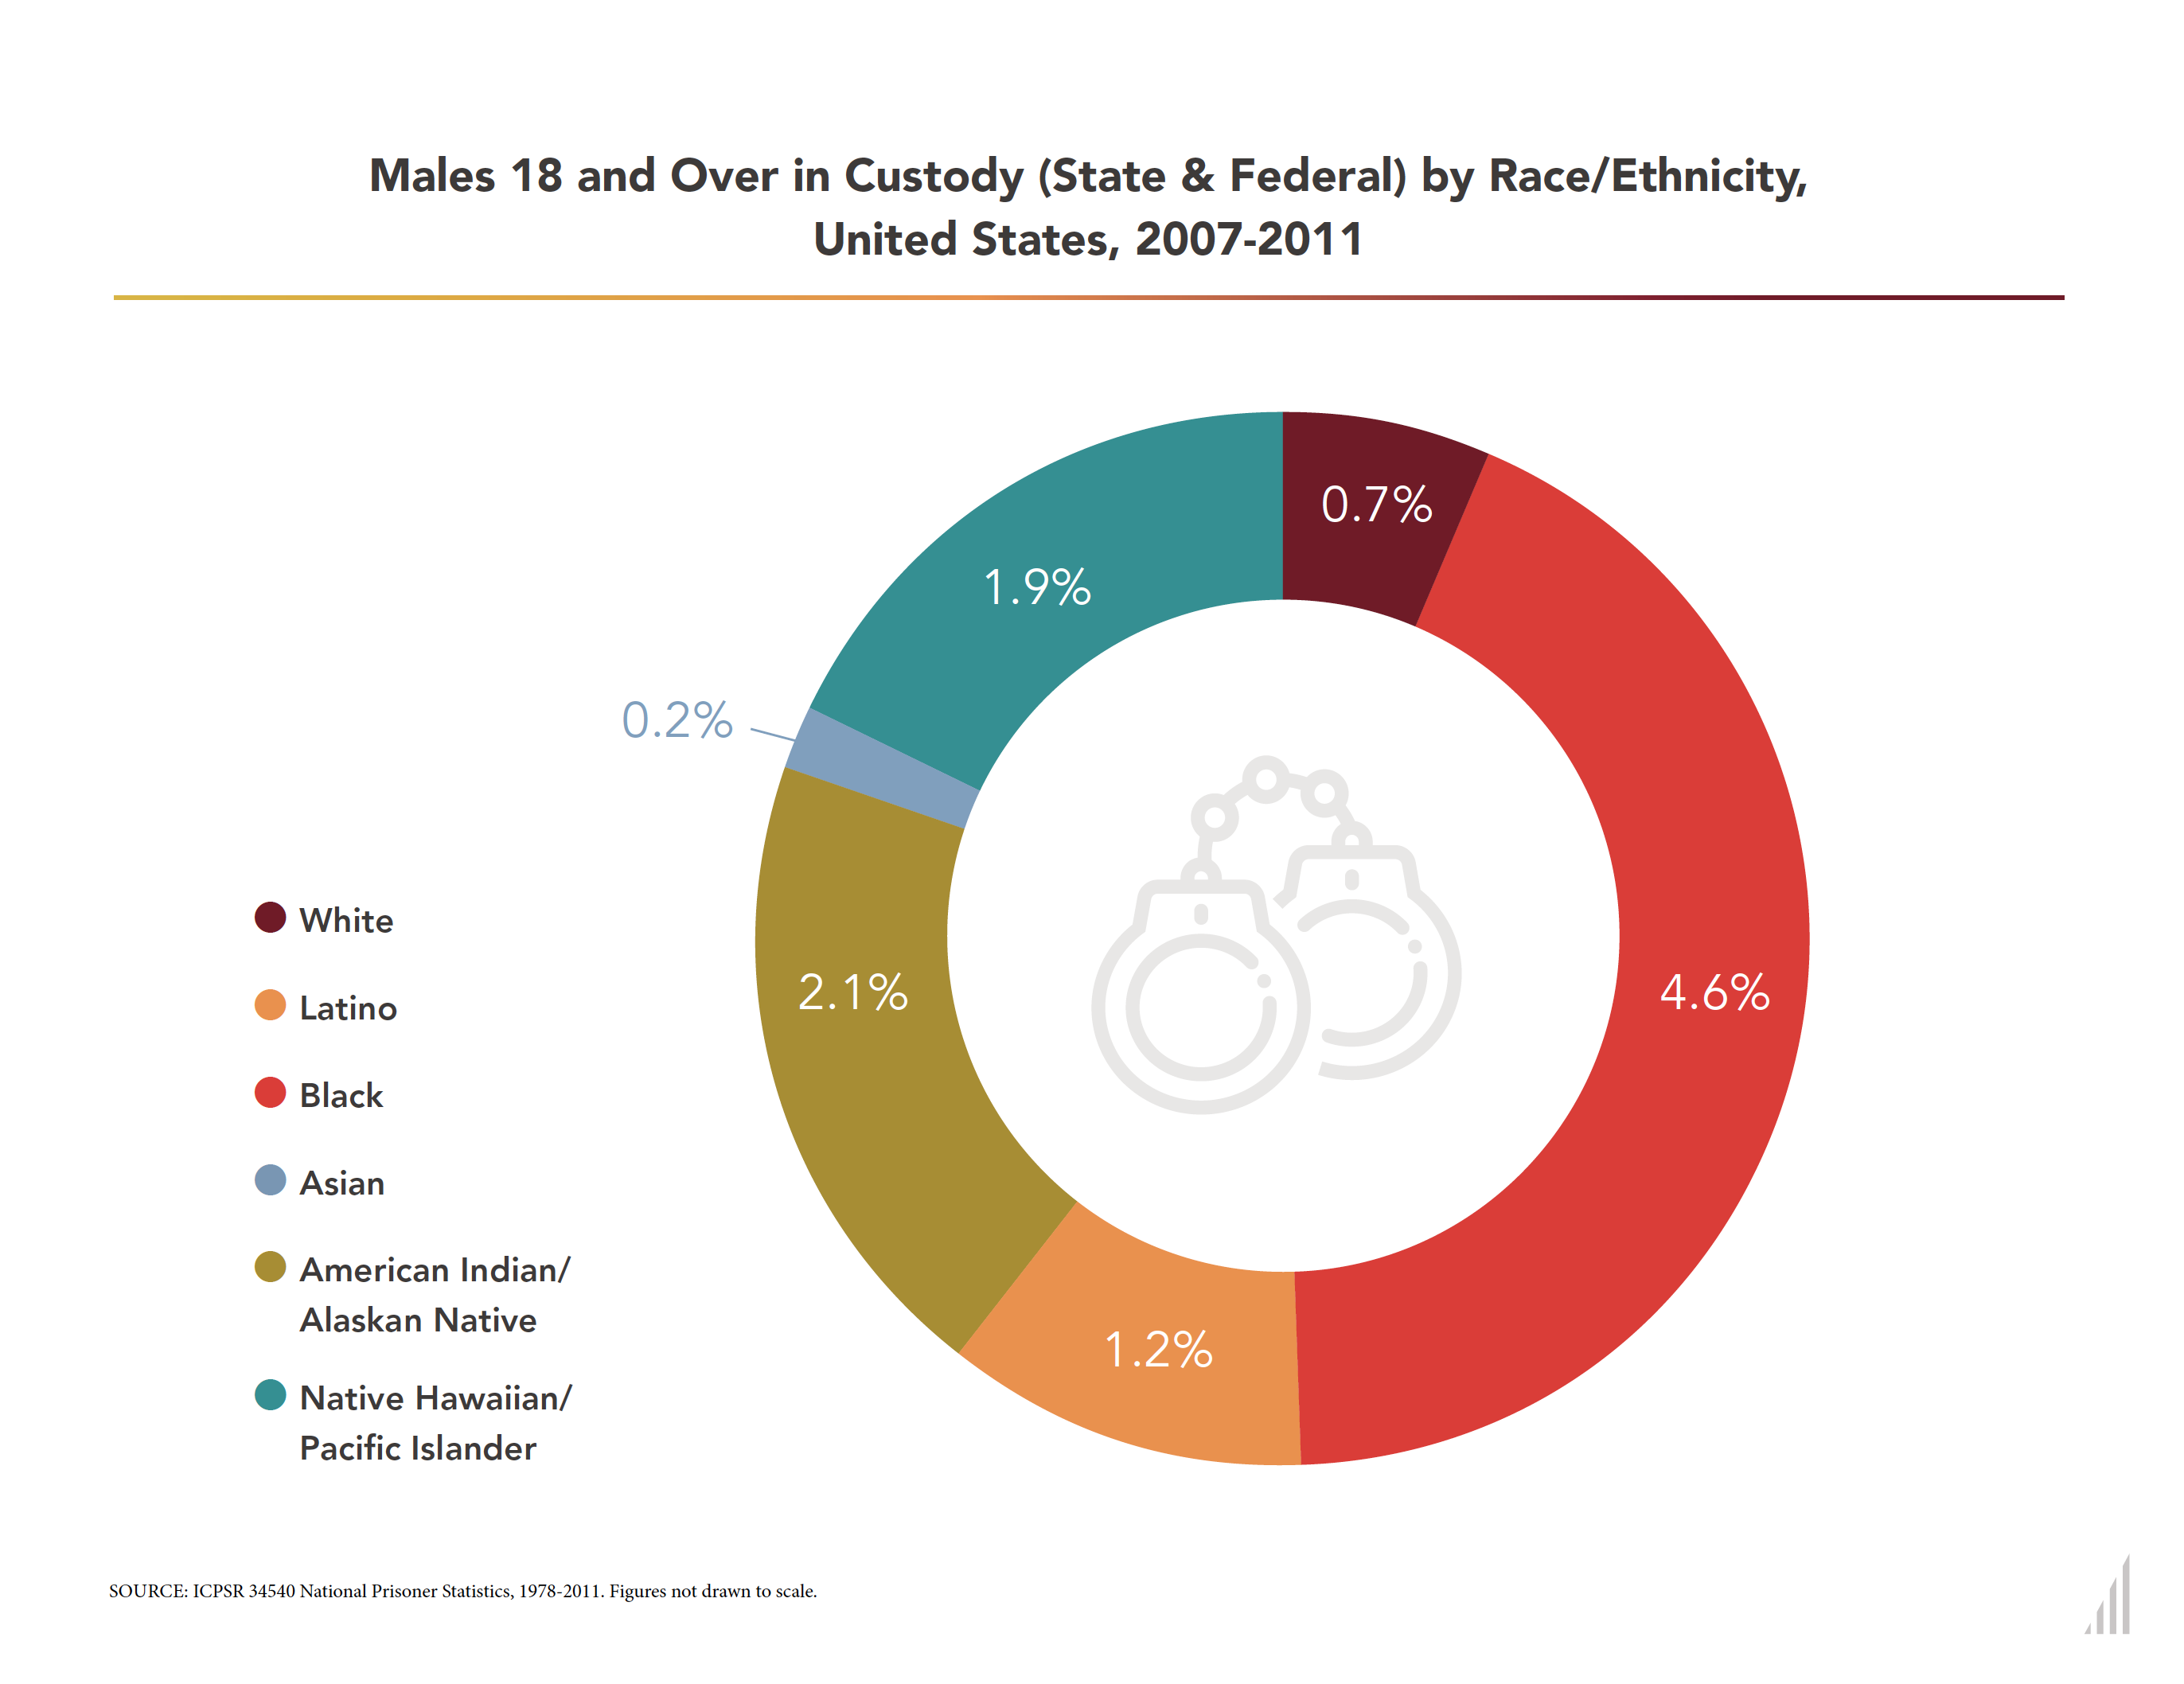 Males 18 and Over in Custody (State & Federal) by Race/Ethnicity,
United States, 2007-2011
0.7%
1.9%
0.2%
4.6%
2.1%
1.2%
White
Latino
Black
Asian
American Indian/
Alaskan Native
Native Hawaiian/
Pacific Islander
SOURCE: ICPSR 34540 National Prisoner Statistics, 1978-2011. Figures not drawn to scale.